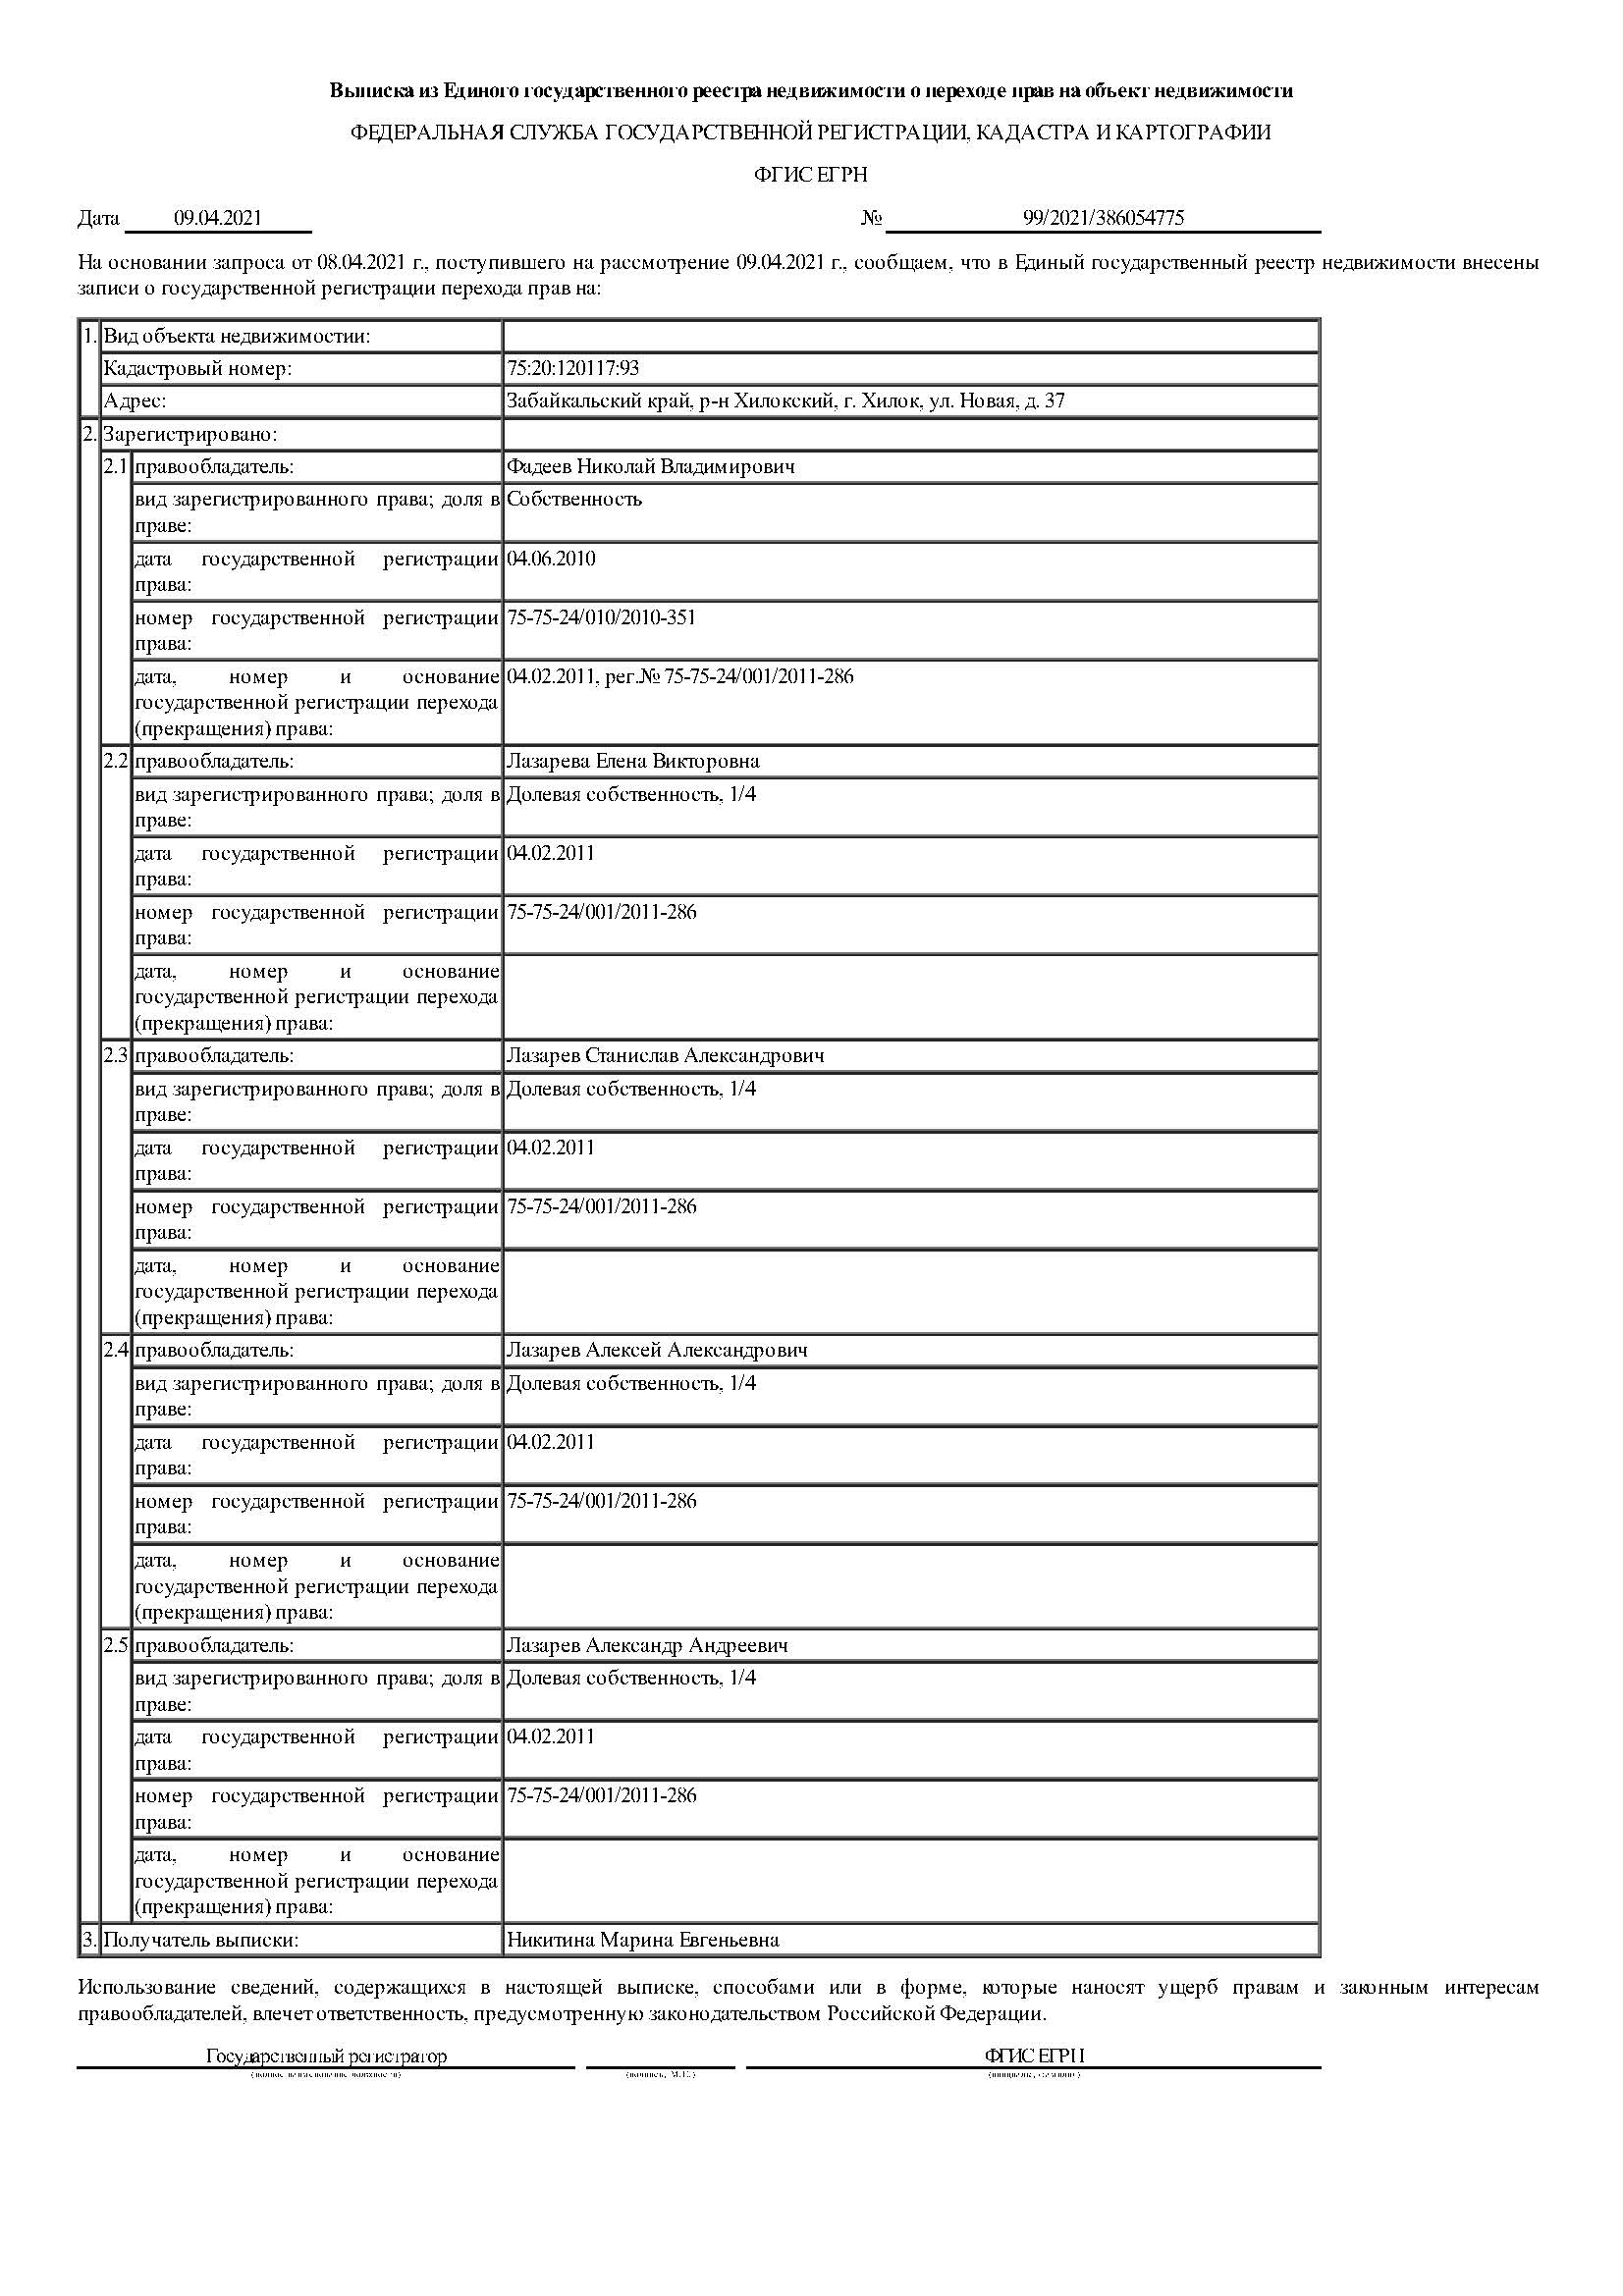 Выписка из Единого государственного реестра недвижимости о переходе прав на объект недвижимости
ФЕДЕРАЛЬНАЯ СЛУЖБА ГОСУДАРСТВЕННОЙ РЕГИСТРАЦИИ, КАДАСТРА И КАРТОГРАФИИ
ФГИС ЕГРН
Дата 09.04.2021 № 99/2021/386054775
На основании запроса от 08.04.2021 г., поступившего на рассмотрение 09.04.2021 г., сообщаем, что в Единый государственный реестр недвижимости внесены
записи о государственной регистрации перехода прав на:
1. Вид объекта недвижимостии:
Кадастровый номер: 75:20:120117:93
Адрес: Забайкальский край, р-н Хилокский, г. Хилок, ул. Новая, д. 37
2. Зарегистрировано:
2.1 правообладатель: Фадеев Николай Владимирович
вид зарегистрированного права; доля в Собственность
праве:
дата государственной регистрации 04.06.2010
права:
номер государственной регистрации 75-75-24/010/2010-351
права:
дата, номер и основание 04.02.2011, рег.№ 75-75-24/001/2011-286
государственной регистрации перехода
(прекращения) права:
2.2 правообладатель: Лазарева Елена Викторовна
вид зарегистрированного права; доля в Долевая собственность, 1/4
праве:
дата государственной регистрации 04.02.2011
права:
номер государственной регистрации 75-75-24/001/2011-286
права:
дата, номер и основание
государственной регистрации перехода
(прекращения) права:
2.3 правообладатель: Лазарев Станислав Александрович
вид зарегистрированного права; доля в Долевая собственность, 1/4
праве:
дата государственной регистрации 04.02.2011
права:
номер государственной регистрации 75-75-24/001/2011-286
права:
дата, номер и основание
государственной регистрации перехода
(прекращения) права:
2.4 правообладатель: Лазарев Алексей Александрович
вид зарегистрированного права; доля в Долевая собственность, 1/4
праве:
дата государственной регистрации 04.02.2011
права:
номер государственной регистрации 75-75-24/001/2011-286
права:
дата, номер и основание
государственной регистрации перехода
(прекращения) права:
2.5 правообладатель: Лазарев Александр Андреевич
вид зарегистрированного права; доля в Долевая собственность, 1/4
праве:
дата государственной регистрации 04.02.2011
права:
номер государственной регистрации 75-75-24/001/2011-286
права:
дата, номер и основание
государственной регистрации перехода
(прекращения) права:
3. Получатель выписки: Никитина Марина Евгеньевна
Использование сведений, содержащихся в настоящей выписке, способами или в форме, которые наносят ущерб правам и законным интересам
правообладателей, влечет ответственность, предусмотренную законодательством Российской Федерации.
Государственный регистратор ФГИС ЕГРН
(полное наименование должности) (подпись, М.П.) (инициалы, фамилия)